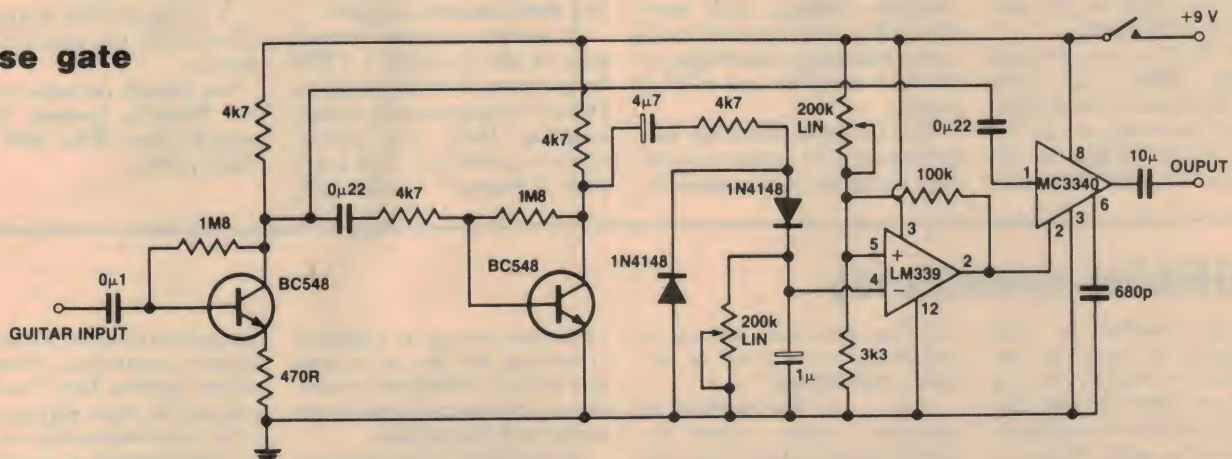 se gate
+9 V
4k7
4k7
4µ7
4k7
200k
LIN
0µ22
1M8
0µ22
4k7
1M8
1N4148
100k
1
8
MC3340
10µ
OUPUT
6
3
2
BC548
BC548
1N4148
3
5
+
LM339
2
4
−
12
0µ1
GUITAR INPUT
200k
LIN
680p
470R
1µ
3k3